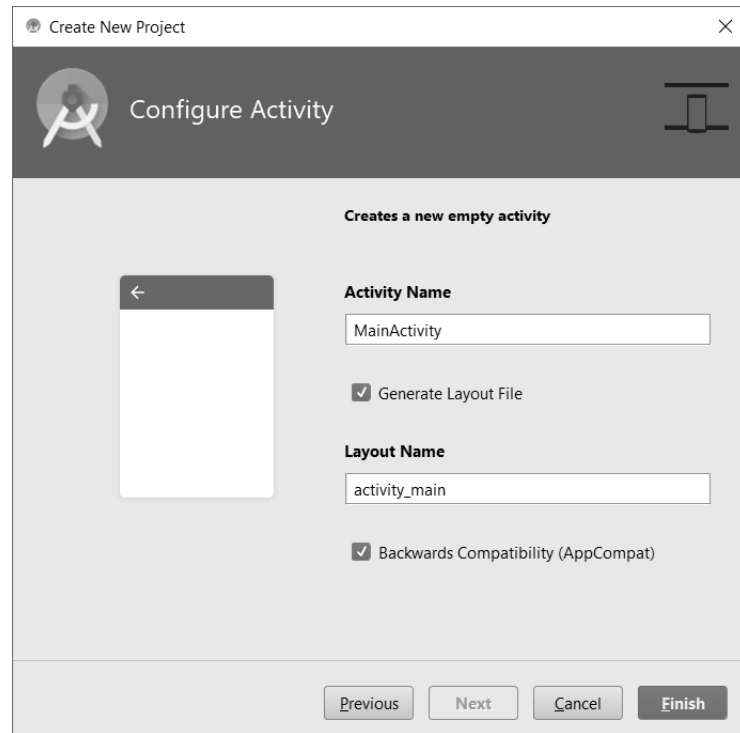 Create New Project
Configure Activity
Creates a new empty activity
Activity Name
MainActivity
Generate Layout File
Layout Name
activity_main
Backwards Compatibility (AppCompat)
Previous
Next
Cancel
Finish